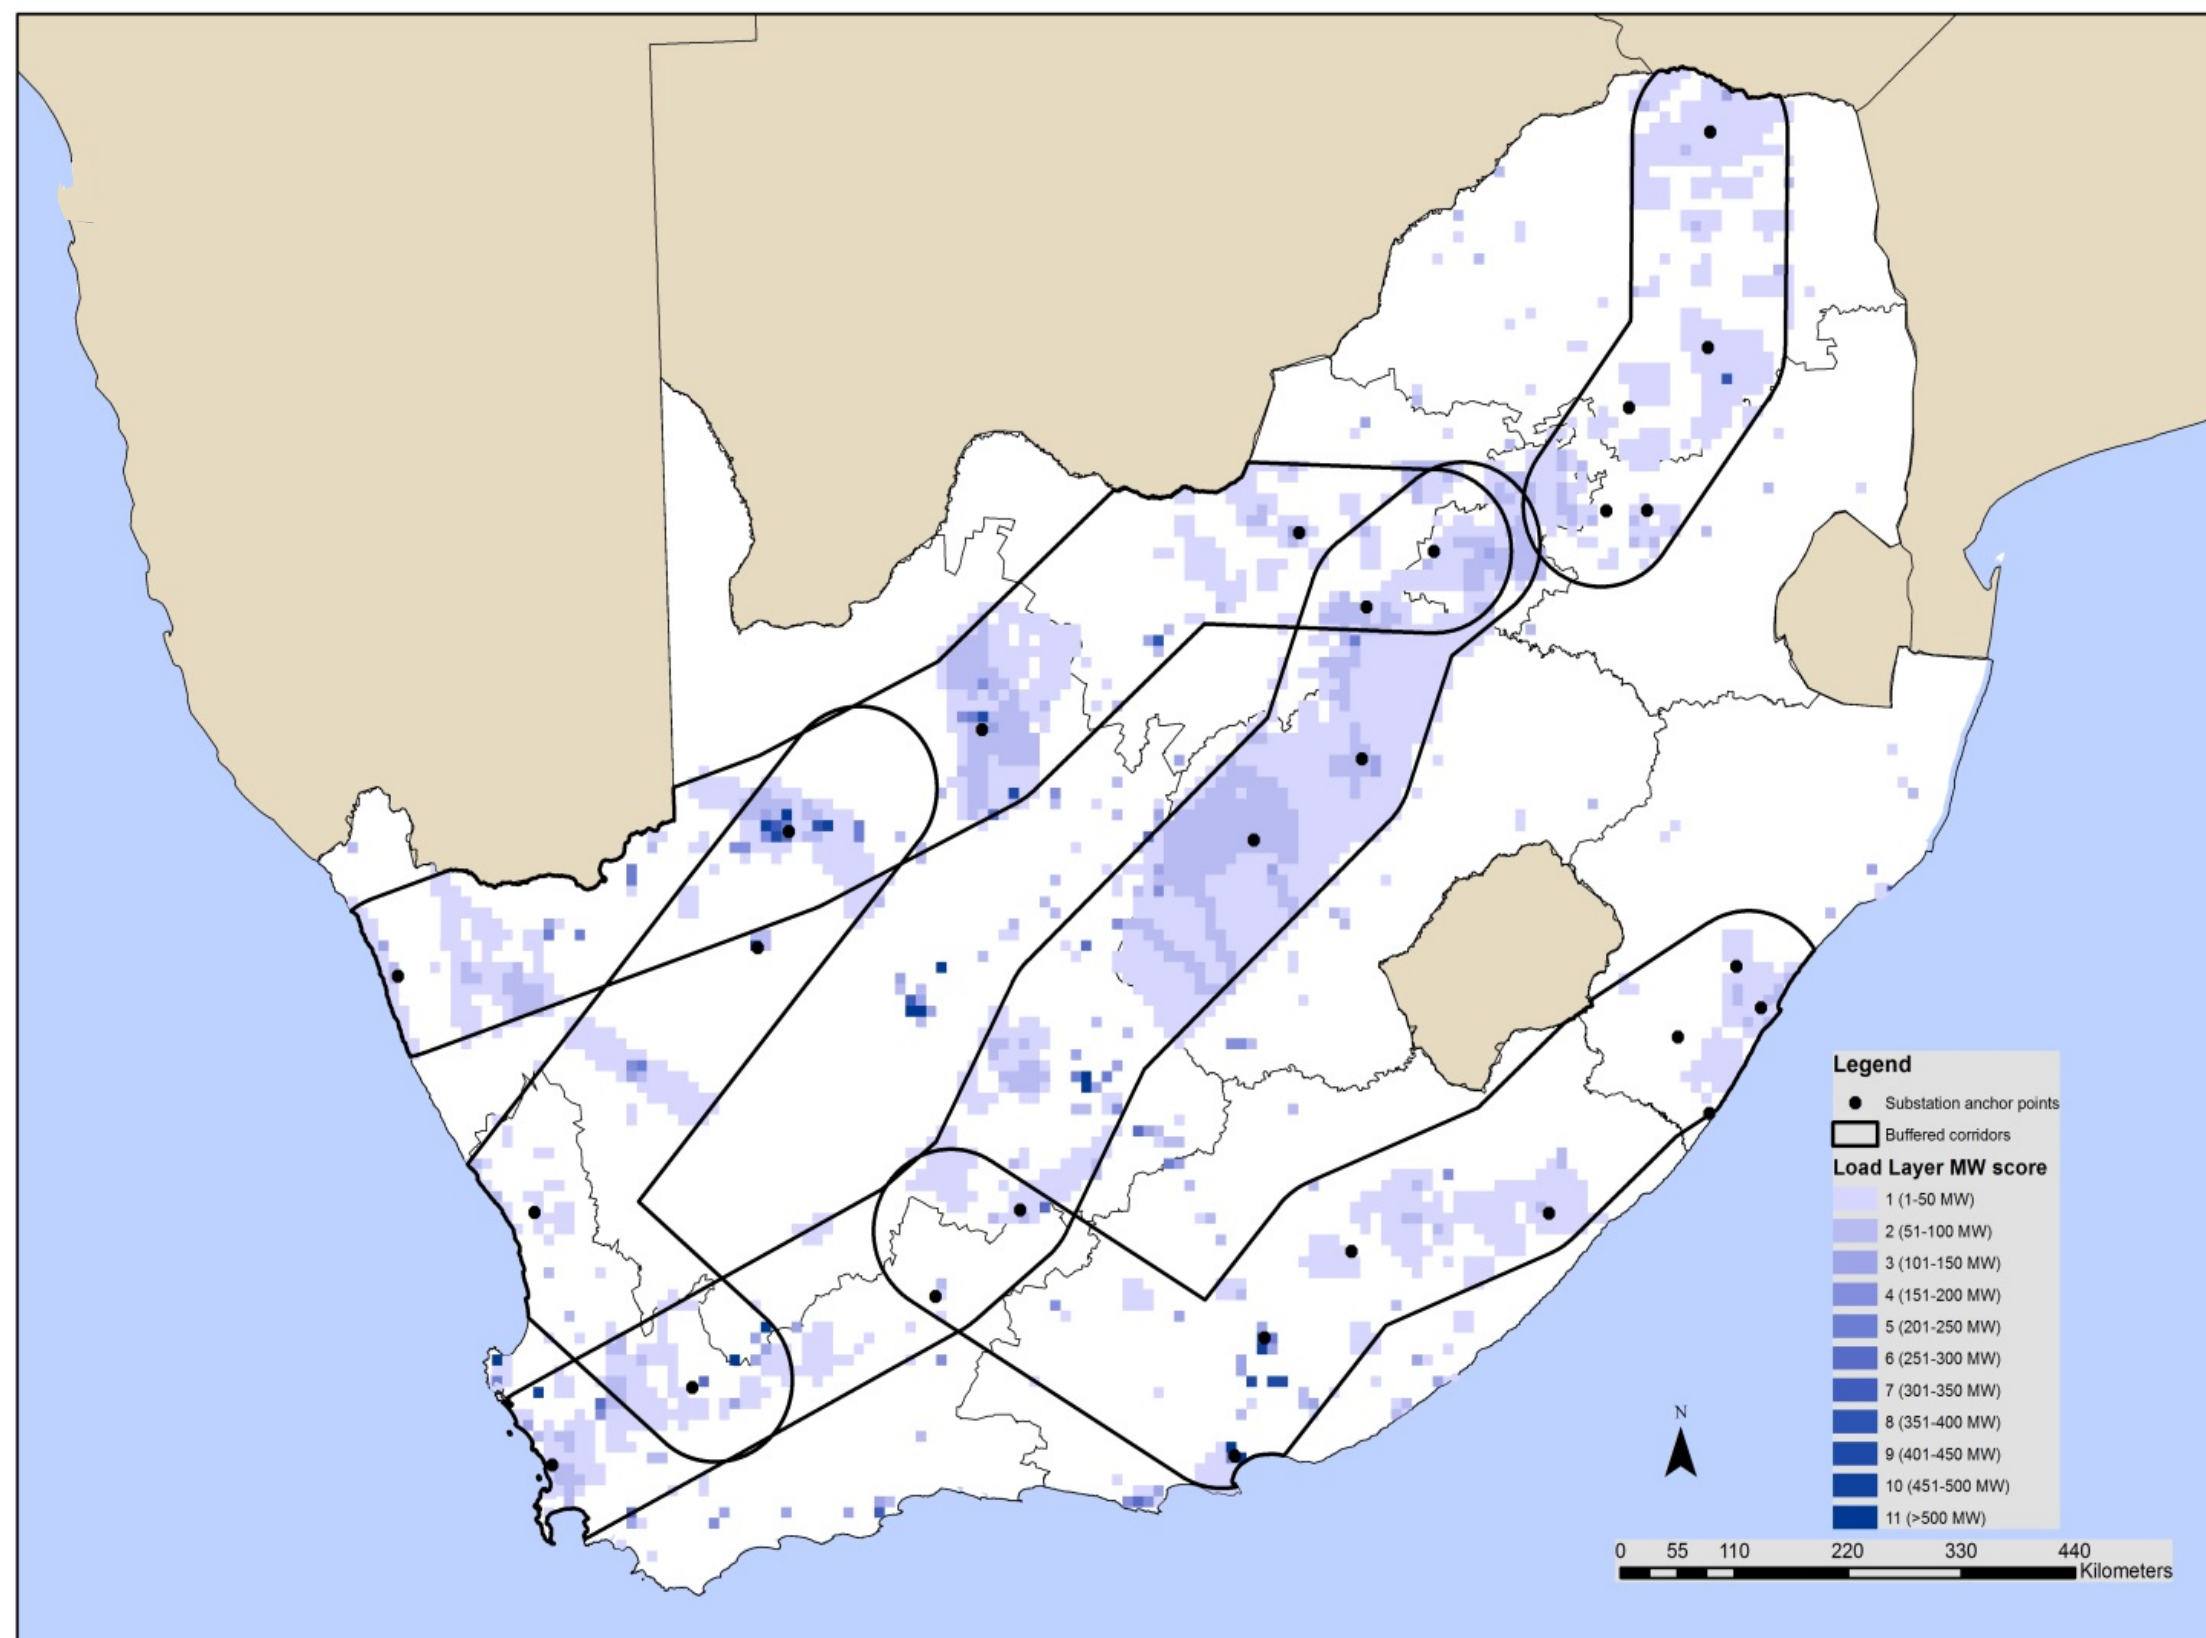 Legend
Substation anchor points
Buffered corridors
Load Layer MW score
1 (1-50 MW)
2 (51-100 MW)
3 (101-150 MW)
4 (151-200 MW)
5 (201-250 MW)
6 (251-300 MW)
7 (301-350 MW)
8 (351-400 MW)
9 (401-450 MW)
10 (451-500 MW)
11 (>500 MW)
N
0 55 110 220 330 440
Kilometers